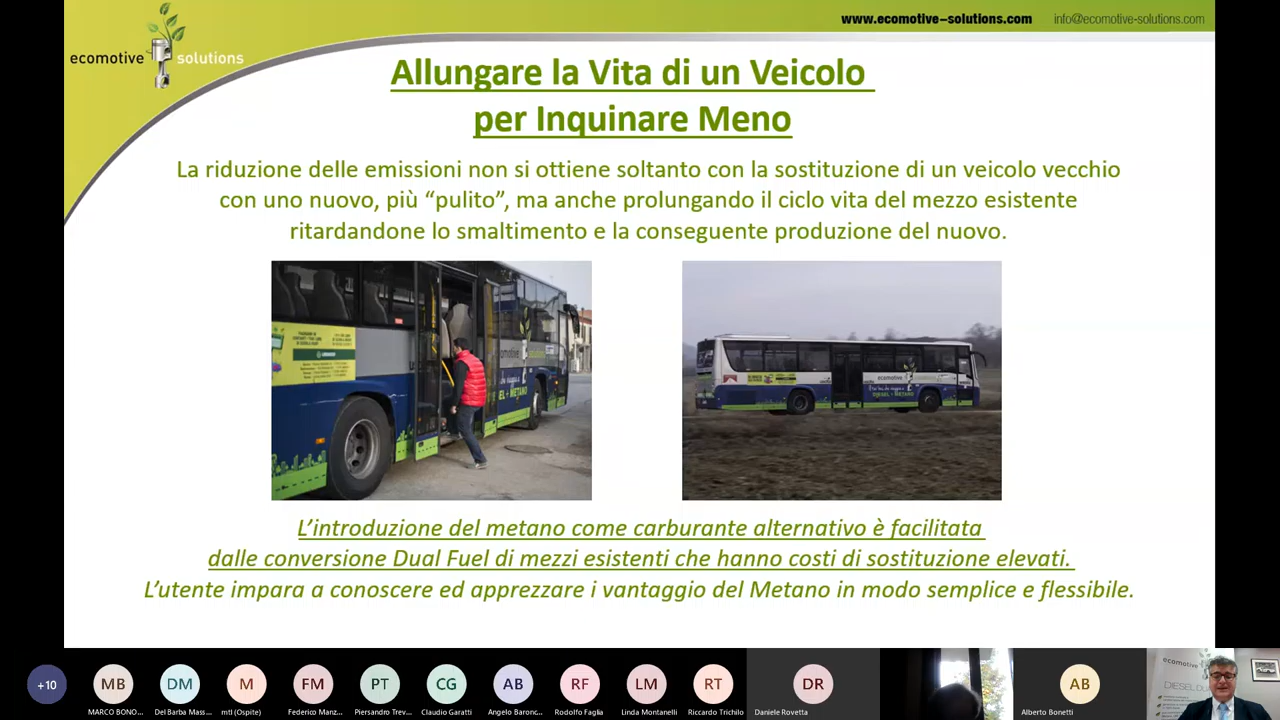 www.ecomotive-solutions.com info@ecomotive-solutions.com
ecomotive solutions
Allungare la Vita di un Veicolo
per Inquinare Meno
La riduzione delle emissioni non si ottiene soltanto con la sostituzione di un veicolo vecchio
con uno nuovo, più “pulito”, ma anche prolungando il ciclo vita del mezzo esistente
ritardandone lo smaltimento e la conseguente produzione del nuovo.
ecomotive
DIESEL + METANO
L’introduzione del metano come carburante alternativo è facilitata
dalle conversione Dual Fuel di mezzi esistenti che hanno costi di sostituzione elevati.
L’utente impara a conoscere ed apprezzare i vantaggio del Metano in modo semplice e flessibile.
+10 MB DM M FM PT CG AB RF LM RT DR AB
MARCO BONO... Del Barba Mass... mtl (Ospite) Federico Manz... Piersandro Trev... Claudio Garatti Angelo Baronc... Rodolfo Faglia Linda Montanelli Riccardo Trichilo Daniele Rovetta Alberto Bonetti
ecomotive